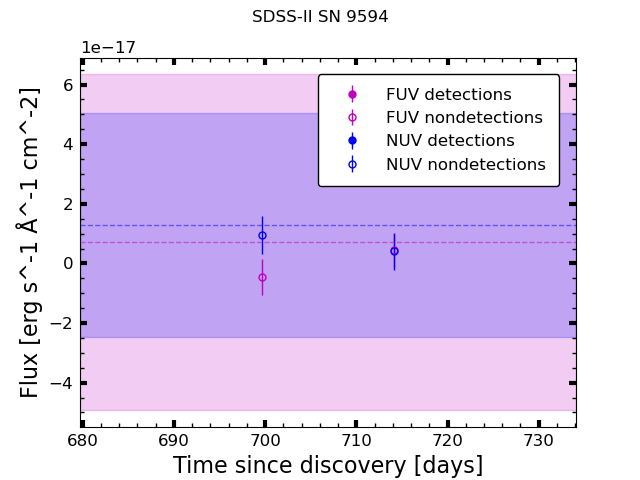 SDSS-II SN 9594
1e−17
FUV detections
FUV nondetections
NUV detections
NUV nondetections
6
4
2
0
−2
−4
Flux [erg s^-1 Å^-1 cm^-2]
680 690 700 710 720 730
Time since discovery [days]